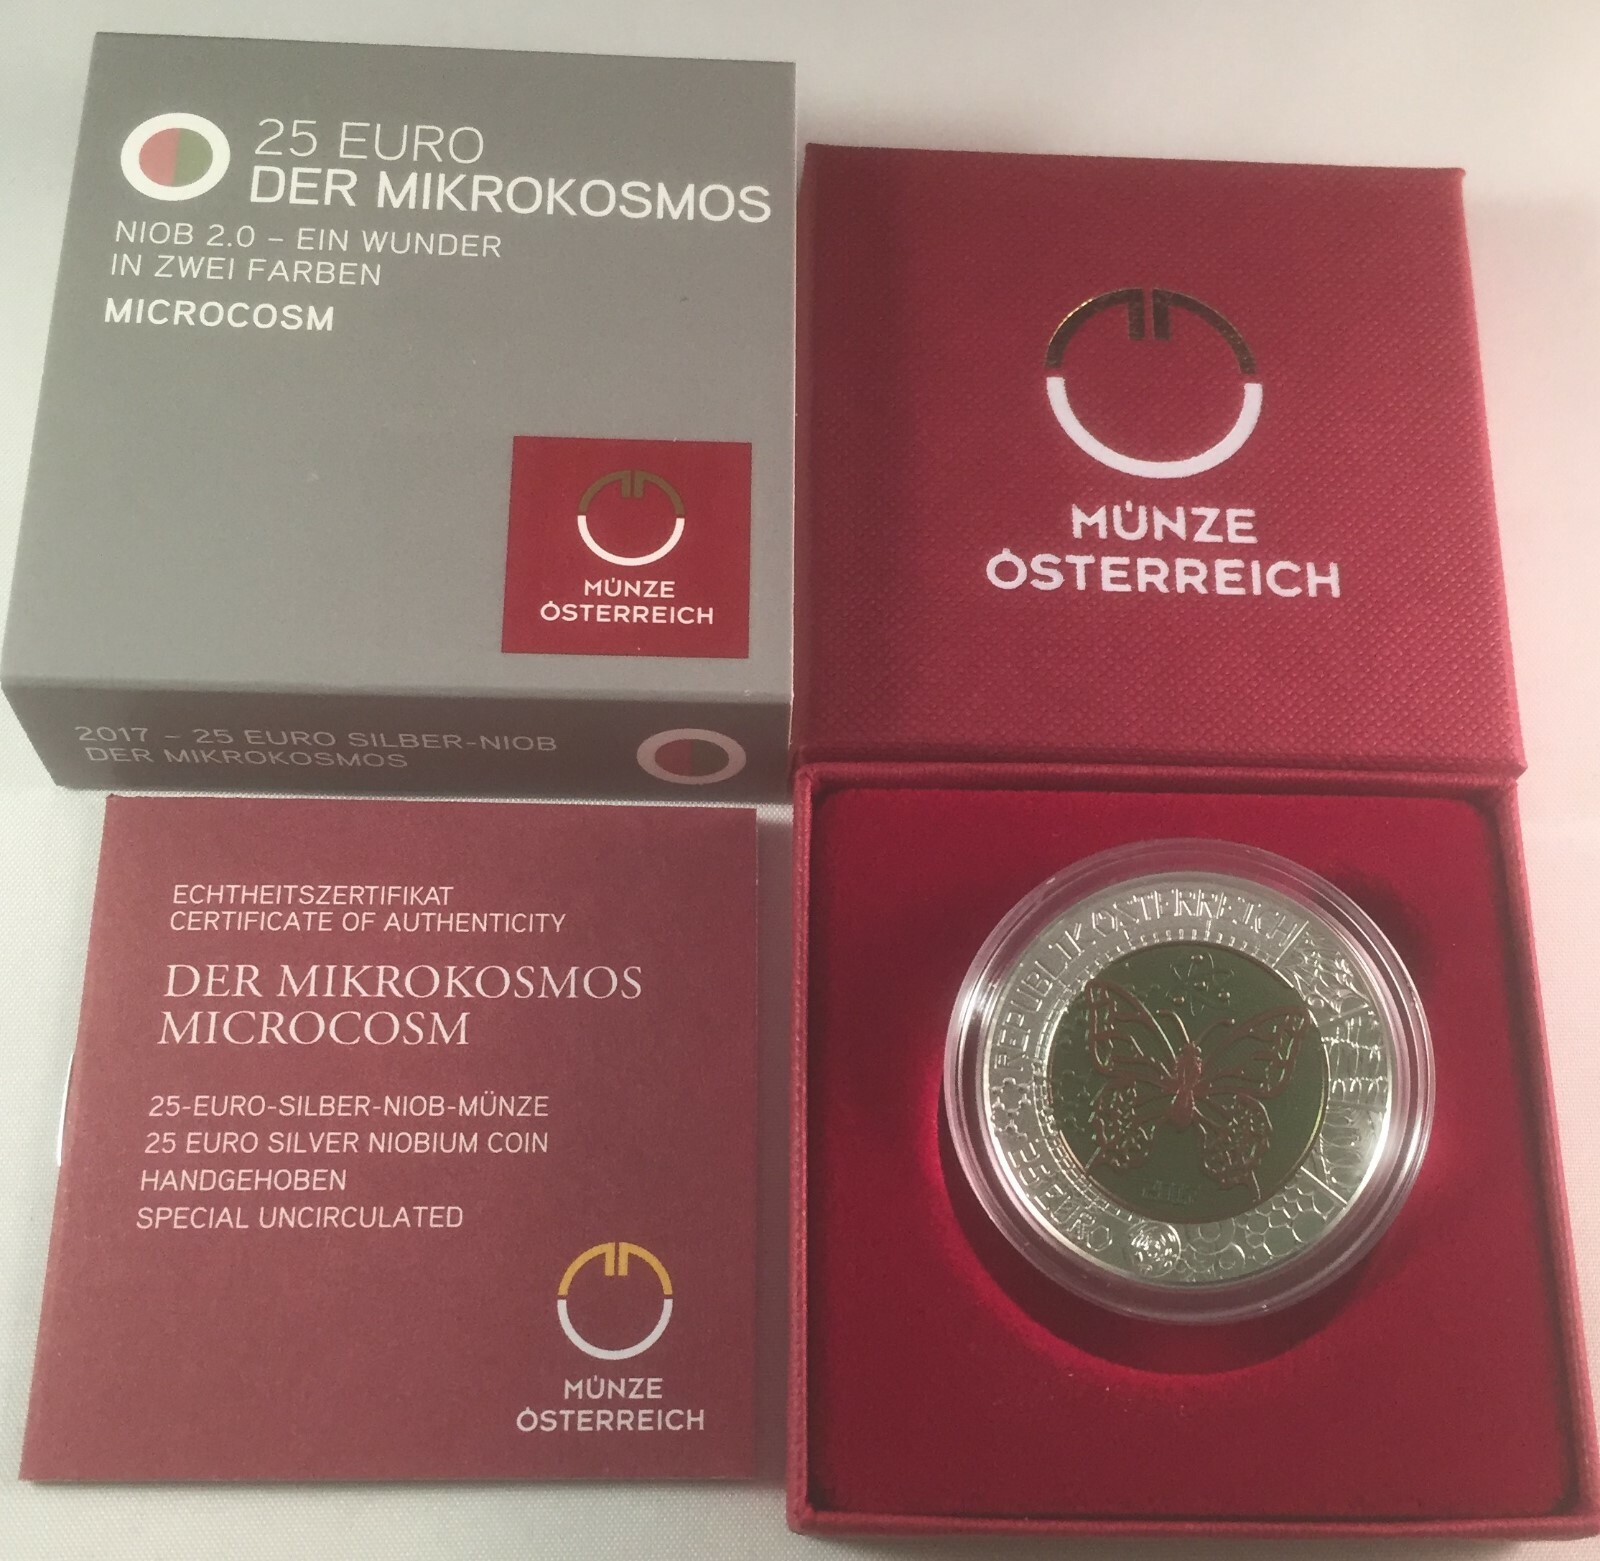 25 EURO
DER MIKROKOSMOS
NIOB 2.0 – EIN WUNDER
IN ZWEI FARBEN
MICROCOSM
MÜNZE
ÖSTERREICH
2017 – 25 EURO SILBER-NIOB
DER MIKROKOSMOS
MÜNZE
ÖSTERREICH
ECHTHEITSZERTIFIKAT
CERTIFICATE OF AUTHENTICITY
DER MIKROKOSMOS
MICROCOSM
25-EURO-SILBER-NIOB-MÜNZE
25 EURO SILVER NIOBIUM COIN
HANDGEHOBEN
SPECIAL UNCIRCULATED
MÜNZE
ÖSTERREICH
REPUBLIK ÖSTERREICH
EURO